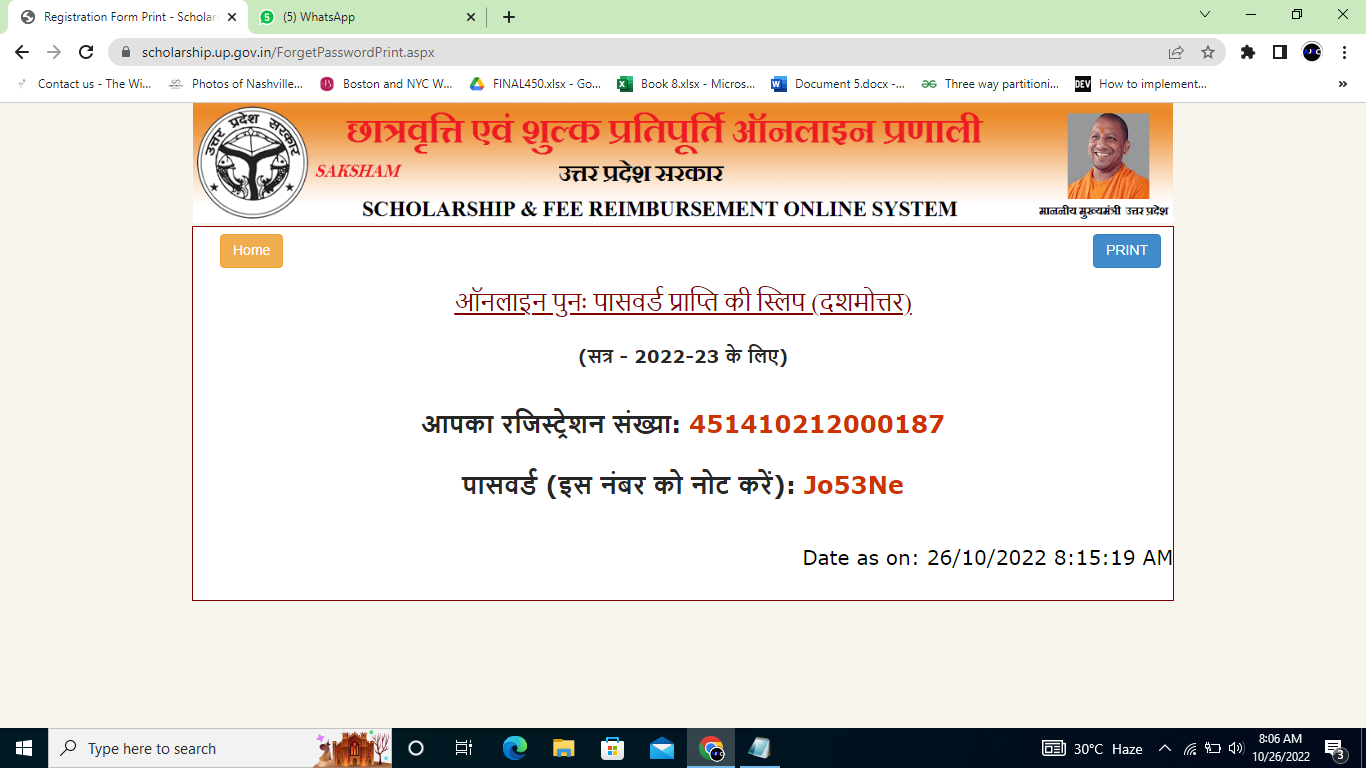 Registration Form Print - Scholars
(5) WhatsApp
scholarship.up.gov.in/ForgetPasswordPrint.aspx
Contact us - The Wi...
Photos of Nashville...
Boston and NYC W...
FINAL450.xlsx - Go...
Book 8.xlsx - Micros...
Document 5.docx -...
Three way partitioni...
DEV How to implement...
उत्तर प्रदेश सरकार
छात्रवृत्ति एवं शुल्क प्रतिपूर्ति ऑनलाइन प्रणाली
SAKSHAM
उत्तर प्रदेश सरकार
SCHOLARSHIP & FEE REIMBURSEMENT ONLINE SYSTEM
माननीय मुख्यमंत्री उत्तर प्रदेश
Home
PRINT
ऑनलाइन पुनः पासवर्ड प्राप्ति की स्लिप (दशमोत्तर)
(सत्र - 2022-23 के लिए)
आपका रजिस्ट्रेशन संख्या: 451410212000187
पासवर्ड (इस नंबर को नोट करें): Jo53Ne
Date as on: 26/10/2022 8:15:19 AM
Type here to search
30°C Haze
8:06 AM
10/26/2022
3